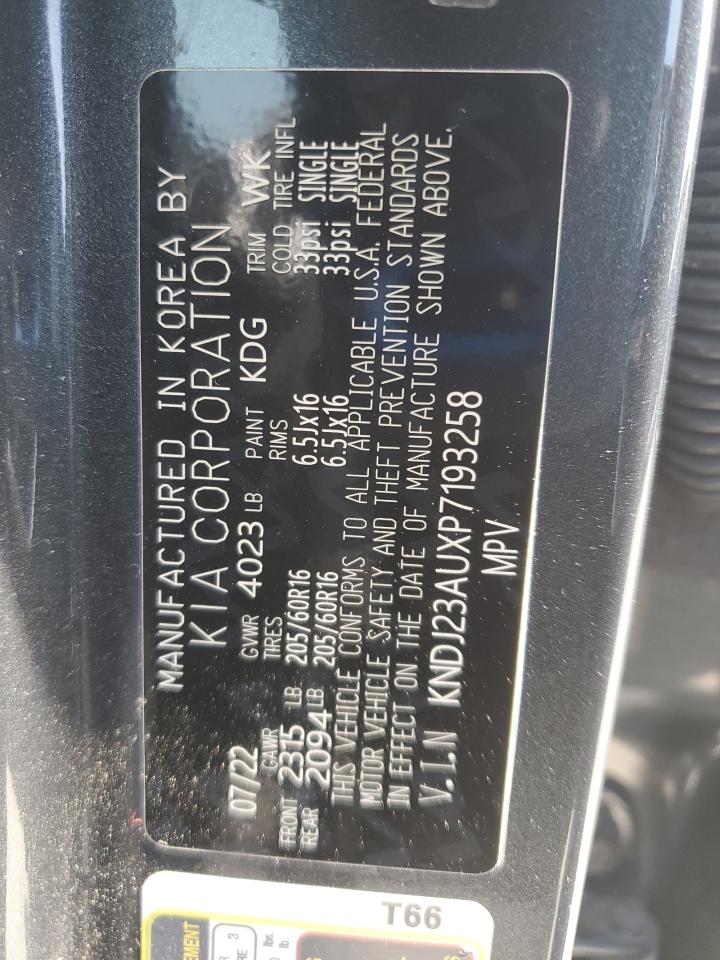 MANUFACTURED IN KOREA BY
KIA CORPORATION
07/22 GVWR 4023 LB PAINT KDG TRIM WK
GAWR TIRES RIMS COLD TIRE INFL
FRONT 2315 LB 205/60R16 6.5Jx16 33psi SINGLE
REAR 2094 LB 205/60R16 6.5Jx16 33psi SINGLE
THIS VEHICLE CONFORMS TO ALL APPLICABLE U.S.A. FEDERAL
MOTOR VEHICLE SAFETY AND THEFT PREVENTION STANDARDS
IN EFFECT ON THE DATE OF MANUFACTURE SHOWN ABOVE.
V.I.N KNDJ23AUXP7193258
MPV
T66